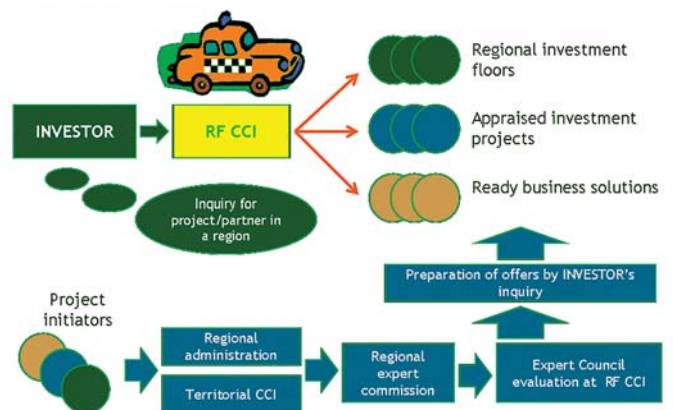 INVESTOR
RF CCI
Regional investment
floors
Appraised investment
projects
Ready business solutions
Inquiry for
project/partner in
a region
Preparation of offers by INVESTOR's
inquiry
Project
initiators
Regional
administration
Territorial CCI
Regional
expert
commission
Expert Council
evaluation at RF CCI